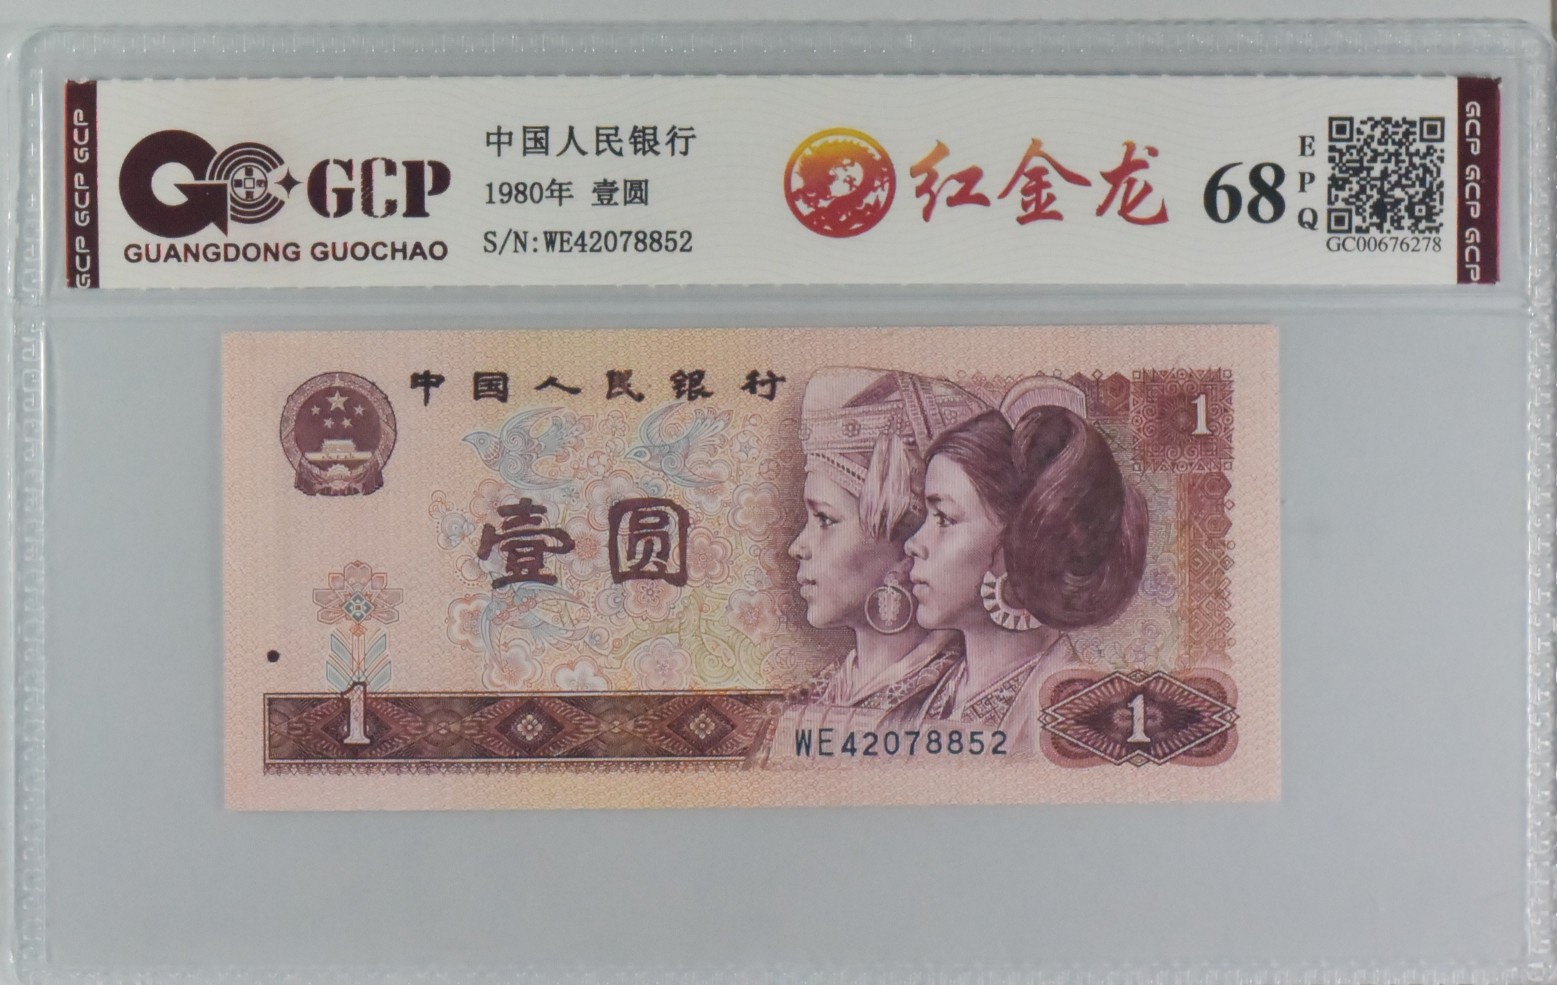 GCP GCP GCP
GCP
GUANGDONG GUOCHAO
中国人民银行
1980年 壹圆
S/N:WE42078852
红金龙
68
EPQ
GC00676278
GCP GCP GCP
中国人民银行
1
壹圆
1
WE42078852
1